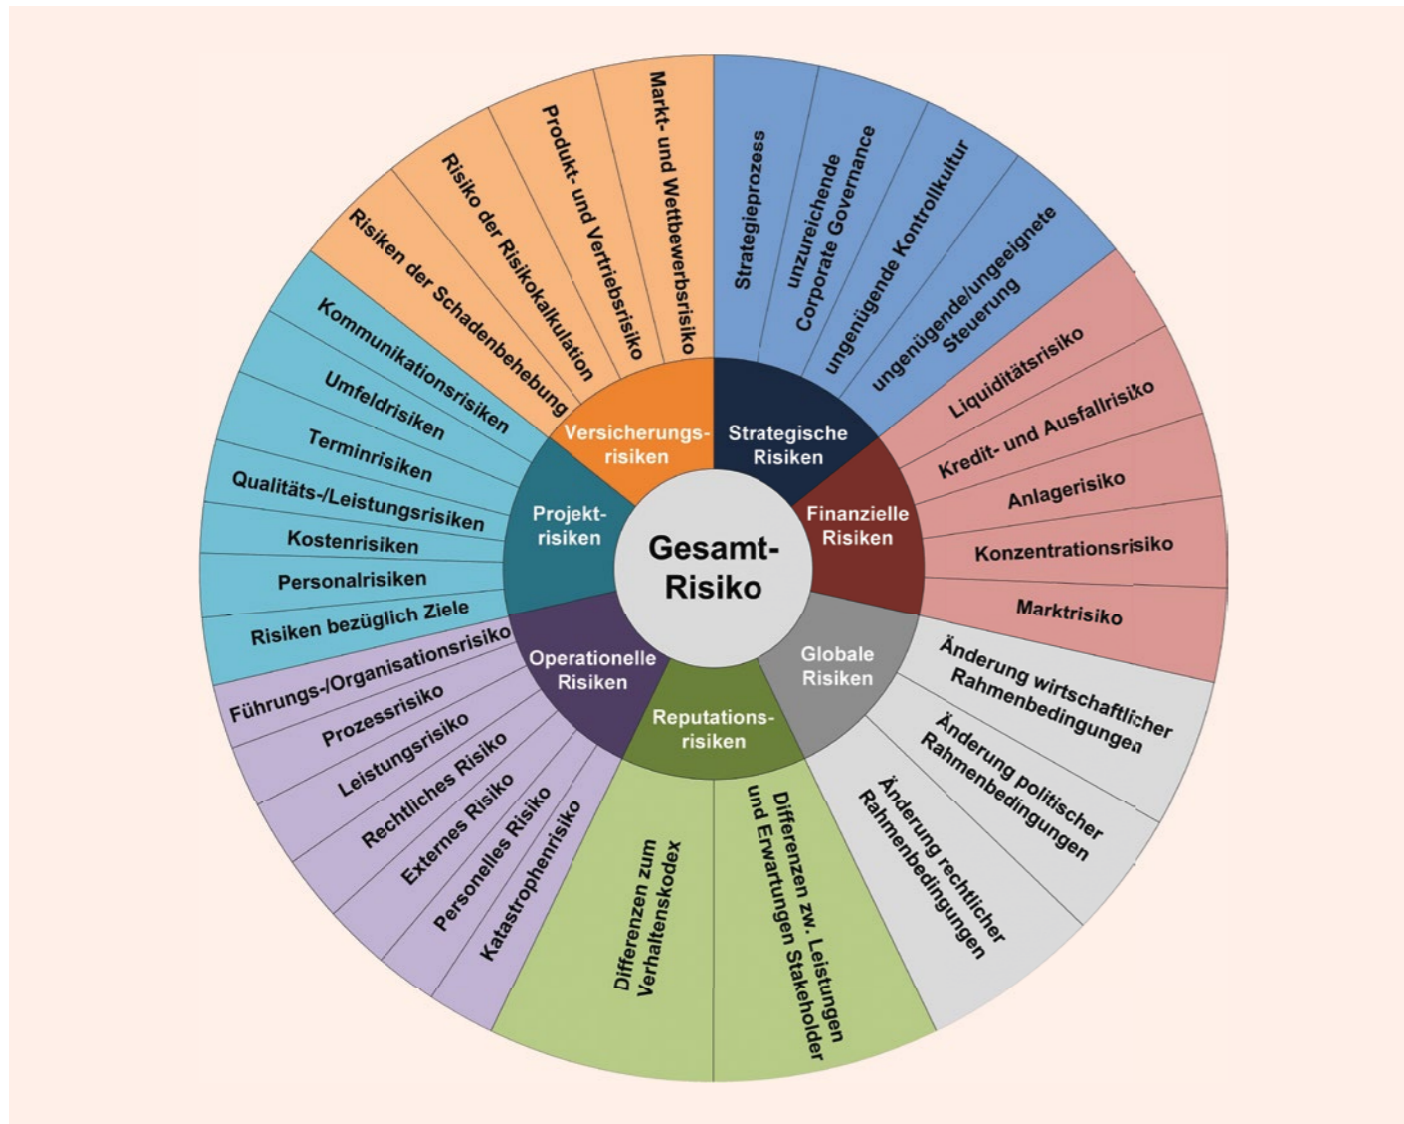 Gesamt-
Risiko
Strategische
Risiken
Strategieprozess
unzureichende
Corporate Governance
ungenügende Kontrollkultur
ungenügende/ungeeignete
Steuerung
Finanzielle
Risiken
Liquiditätsrisiko
Kredit- und Ausfallrisiko
Anlagerisiko
Konzentrationsrisiko
Marktrisiko
Globale
Risiken
Änderung wirtschaftlicher
Rahmenbedingungen
Änderung politischer
Rahmenbedingungen
Änderung rechtlicher
Rahmenbedingungen
Reputations-
risiken
Differenzen zw. Leistungen
und Erwartungen Stakeholder
Differenzen zum
Verhaltenskodex
Operationelle
Risiken
Katastrophenrisiko
Personelles Risiko
Externes Risiko
Rechtliches Risiko
Leistungsrisiko
Prozessrisiko
Führungs-/Organisationsrisiko
Projekt-
risiken
Risiken bezüglich Ziele
Personalrisiken
Kostenrisiken
Qualitäts-/Leistungsrisiken
Terminrisiken
Umfeldrisiken
Kommunikationsrisiken
Versicherungs-
risiken
Risiken der Schadenbehebung
Risiko der Risikokalkulation
Produkt- und Vertriebsrisiko
Markt- und Wettbewerbsrisiko